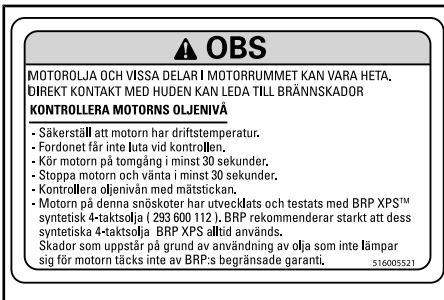 ⚠ OBS
MOTOROLJA OCH VISSA DELAR I MOTORRUMMET KAN VARA HETA.
DIREKT KONTAKT MED HUDEN KAN LEDA TILL BRÄNNSKADOR
KONTROLLERA MOTORNS OLJENIVÅ
- Säkerställ att motorn har driftstemperatur.
- Fordonet får inte luta vid kontrollen.
- Kör motorn på tomgång i minst 30 sekunder.
- Stoppa motorn och vänta i minst 30 sekunder.
- Kontrollera oljenivån med mätstickan.
- Motorn på denna snöskoter har utvecklats och testats med BRP XPS™
syntetisk 4-taktsolja ( 293 600 112 ). BRP rekommenderar starkt att dess
syntetiska 4-taktsolja BRP XPS alltid används.
Skador som uppstår på grund av användning av olja som inte lämpar
sig för motorn täcks inte av BRP:s begränsade garanti. 516005521